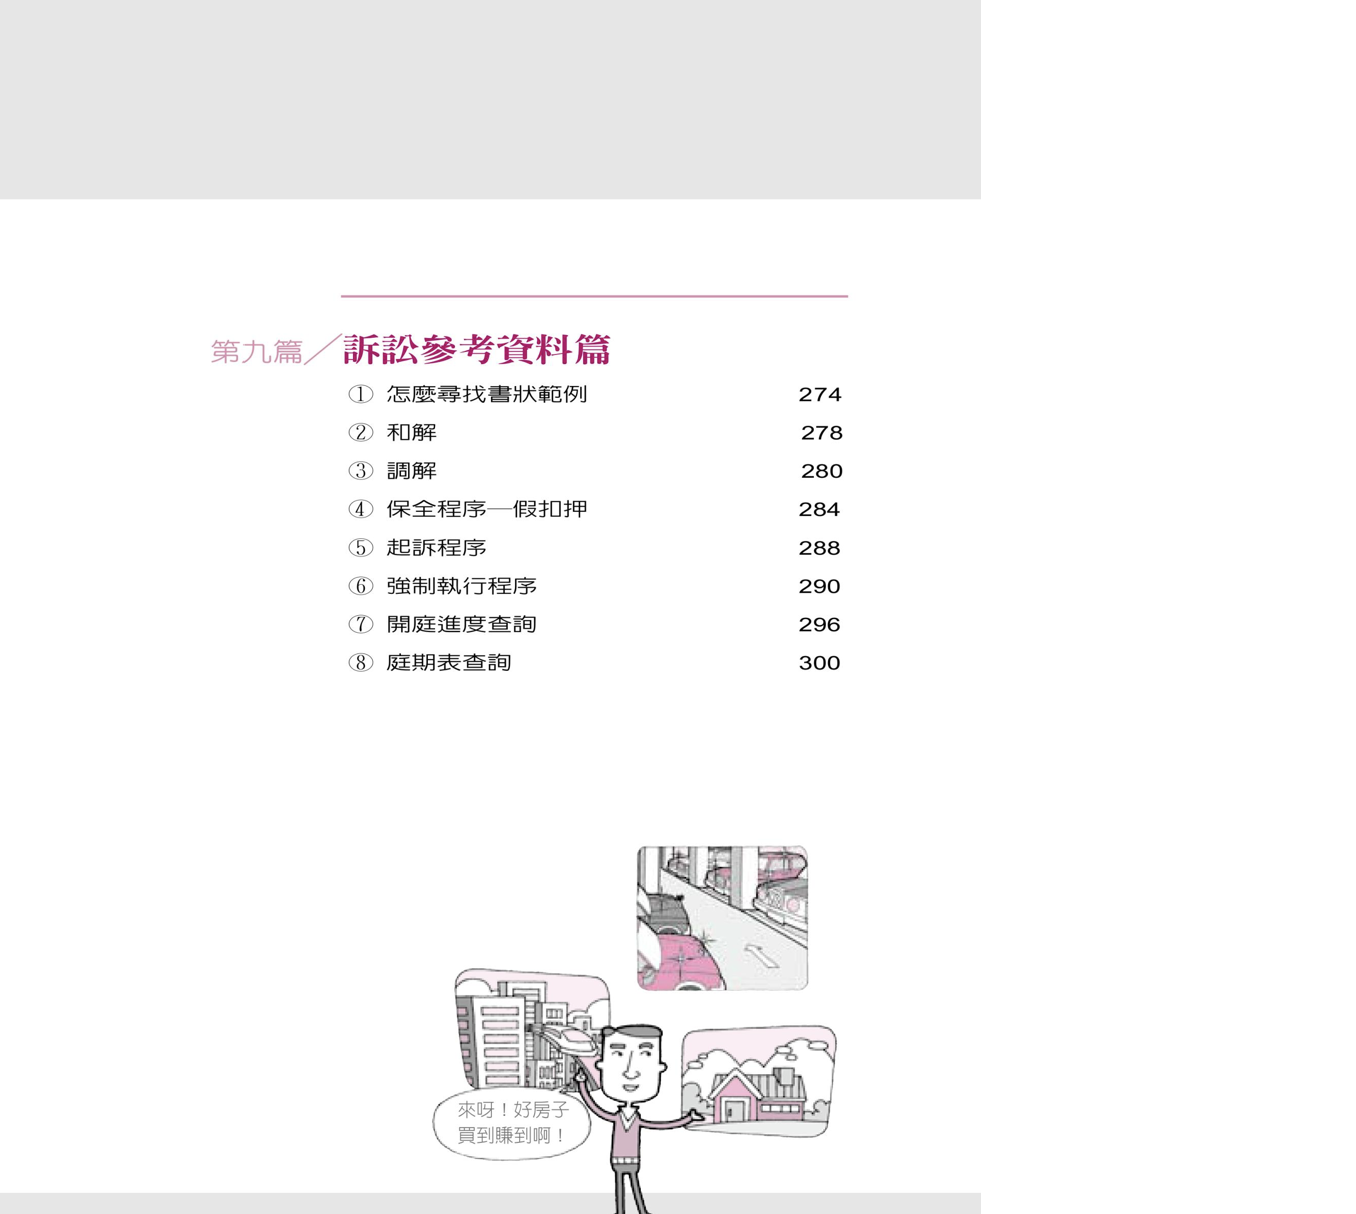 第九篇／訴訟參考資料篇
① 怎麼尋找書狀範例 274
② 和解 278
③ 調解 280
④ 保全程序─假扣押 284
⑤ 起訴程序 288
⑥ 強制執行程序 290
⑦ 開庭進度查詢 296
⑧ 庭期表查詢 300
來呀！好房子
買到賺到啊！